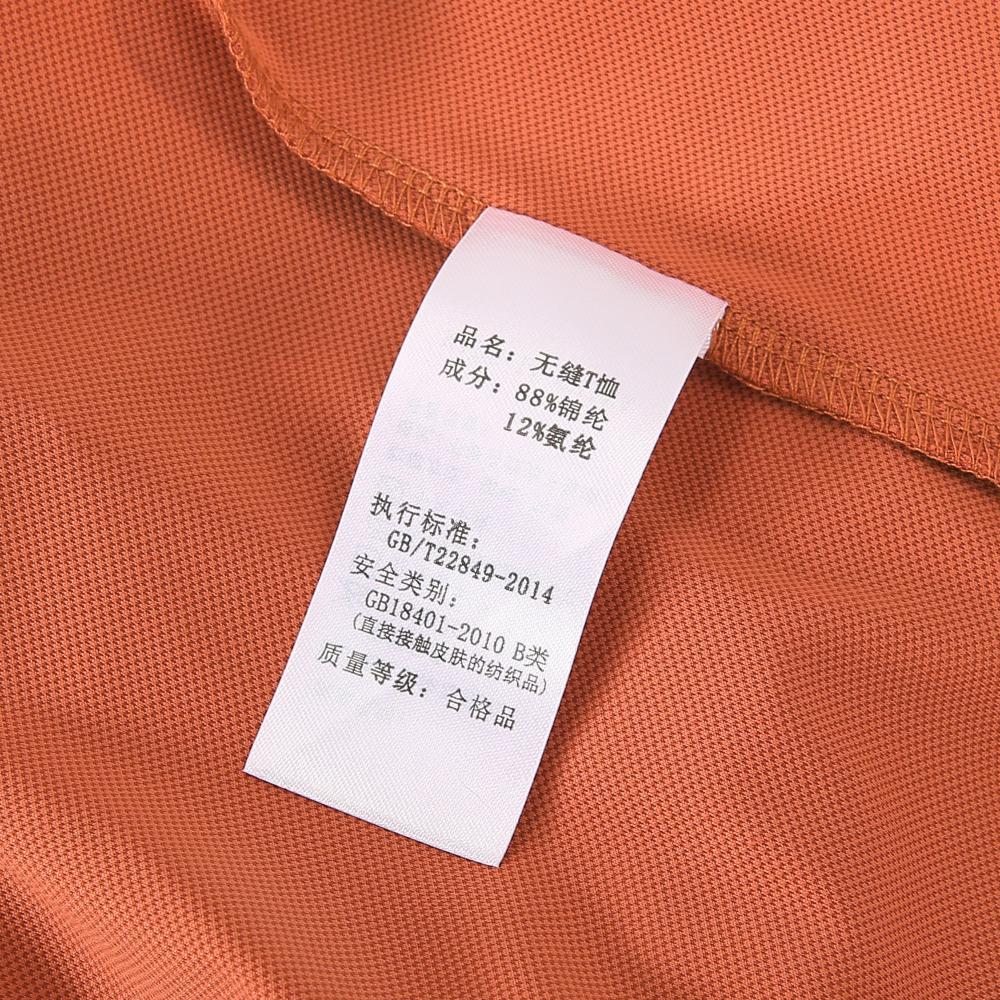 品名：无缝T恤
成分：88%锦纶
12%氨纶
执行标准：
GB/T22849-2014
安全类别：
GB18401-2010 B类
(直接接触皮肤的纺织品)
质量等级：合格品